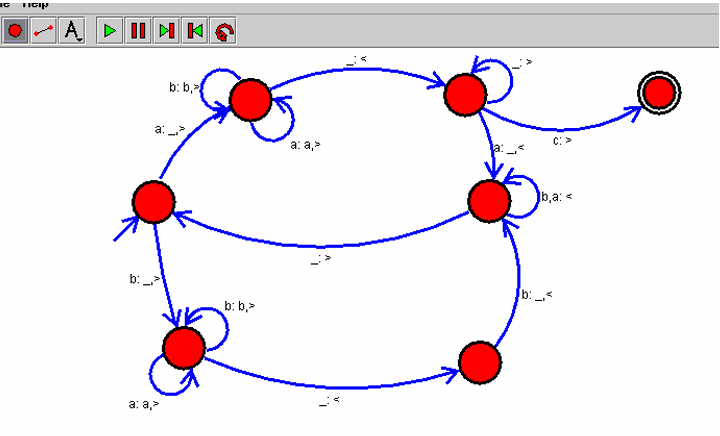 Help
A
_: <
_: >
b: b,>
a: _,>
a: a,>
a: _,<
c: >
b,a: <
_: >
b: _,>
b: b,>
b: _,<
a: a,>
_: <